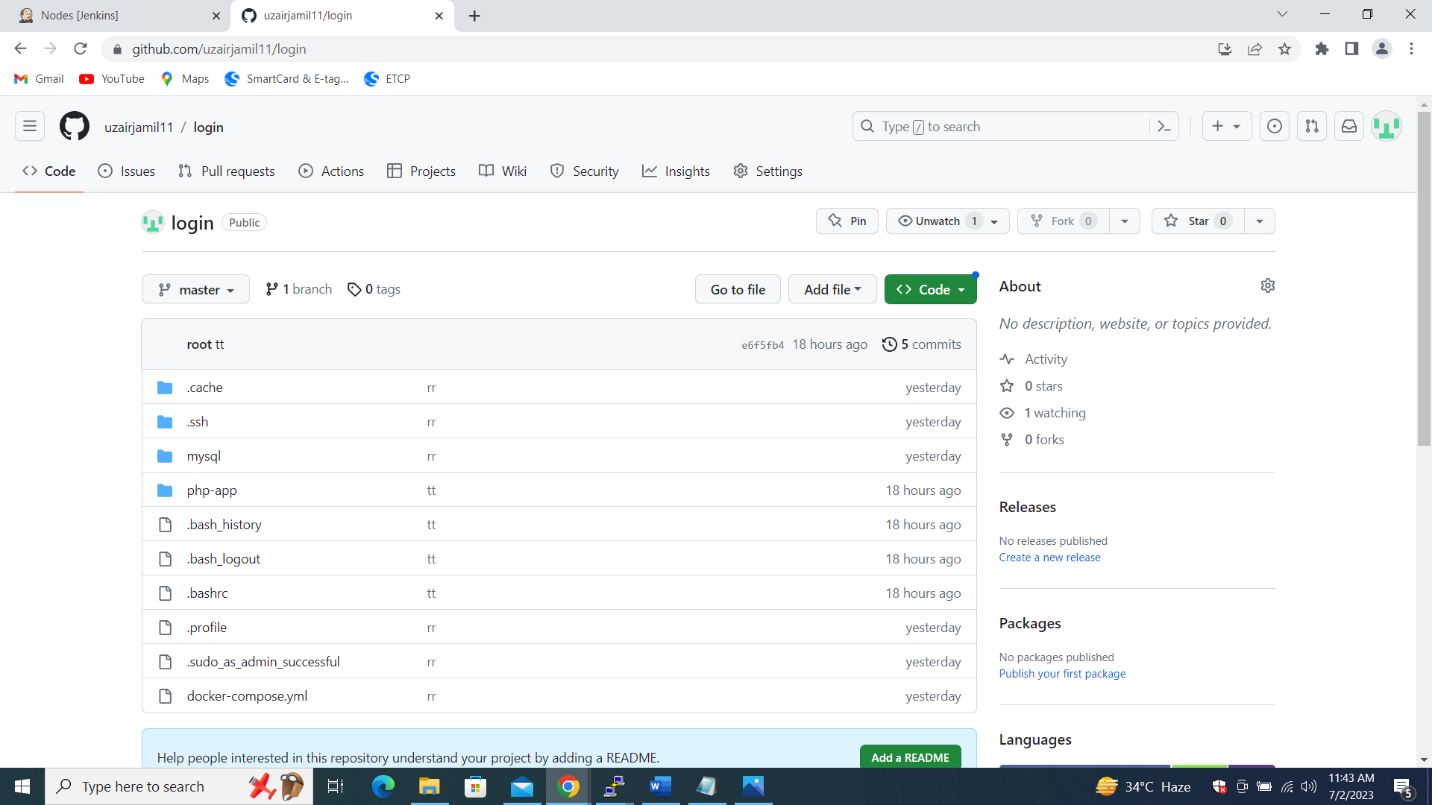 Nodes [Jenkins]
uzairjamil11/login
github.com/uzairjamil11/login
Gmail
YouTube
Maps
SmartCard & E-tag...
ETCP
uzairjamil11 / login
Type / to search
Code
Issues
Pull requests
Actions
Projects
Wiki
Security
Insights
Settings
login Public
Pin
Unwatch 1
Fork 0
Star 0
master
1 branch
0 tags
Go to file
Add file
Code
root tt
e6f5fb4 18 hours ago
5 commits
.cache rr yesterday
.ssh rr yesterday
mysql rr yesterday
php-app tt 18 hours ago
.bash_history tt 18 hours ago
.bash_logout tt 18 hours ago
.bashrc tt 18 hours ago
.profile rr yesterday
.sudo_as_admin_successful rr yesterday
docker-compose.yml rr yesterday
Help people interested in this repository understand your project by adding a README.
Add a README
About
No description, website, or topics provided.
Activity
0 stars
1 watching
0 forks
Releases
No releases published
Create a new release
Packages
No packages published
Publish your first package
Languages
Type here to search
34°C Haze
11:43 AM
7/2/2023
5